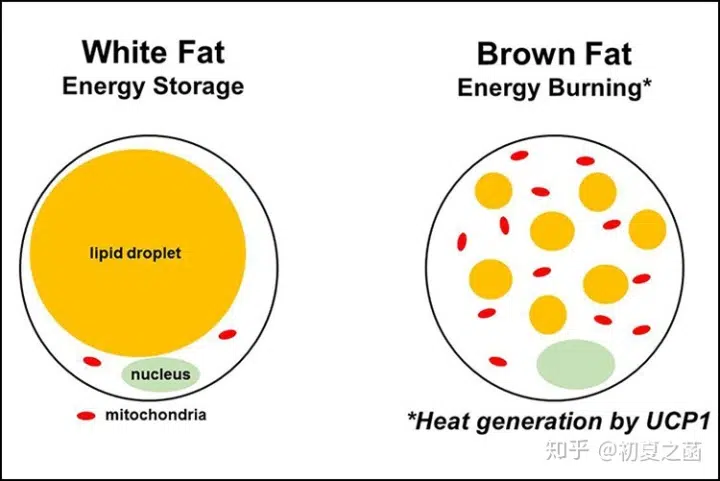 White Fat
Energy Storage
Brown Fat
Energy Burning*
lipid droplet
nucleus
mitochondria
*Heat generation by UCP1
知乎 @初夏之菡